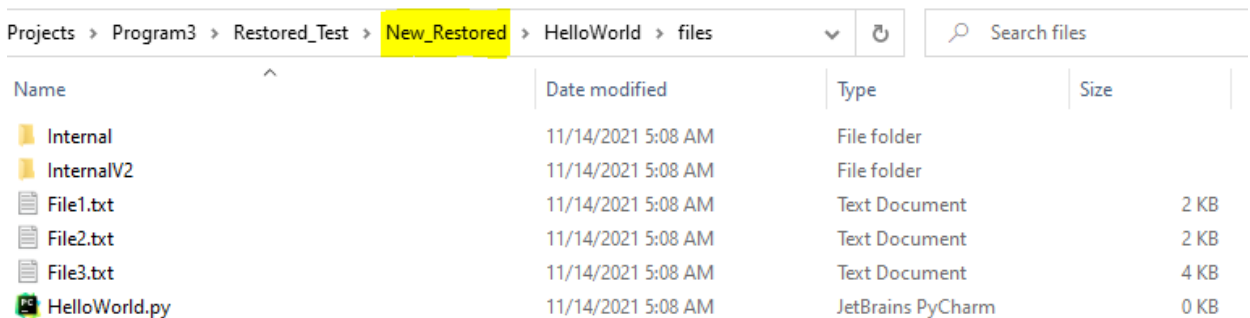 Projects > Program3 > Restored_Test > New_Restored > HelloWorld > files Search files
Name Date modified Type Size
Internal 11/14/2021 5:08 AM File folder
InternalV2 11/14/2021 5:08 AM File folder
File1.txt 11/14/2021 5:08 AM Text Document 2 KB
File2.txt 11/14/2021 5:08 AM Text Document 2 KB
File3.txt 11/14/2021 5:08 AM Text Document 4 KB
HelloWorld.py 11/14/2021 5:08 AM JetBrains PyCharm 0 KB